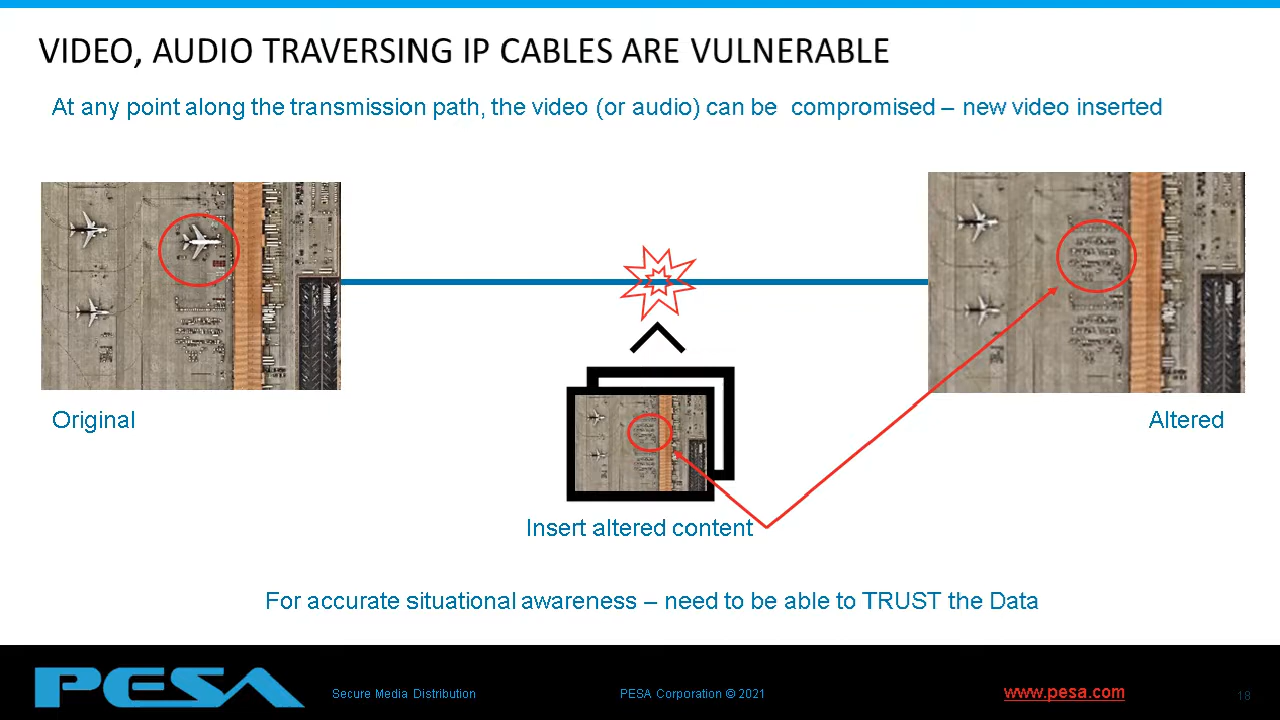 VIDEO, AUDIO TRAVERSING IP CABLES ARE VULNERABLE
At any point along the transmission path, the video (or audio) can be  compromised – new video inserted
Original
Altered
Insert altered content
For accurate situational awareness – need to be able to TRUST the Data
PESA
Secure Media Distribution
PESA Corporation © 2021
www.pesa.com
18